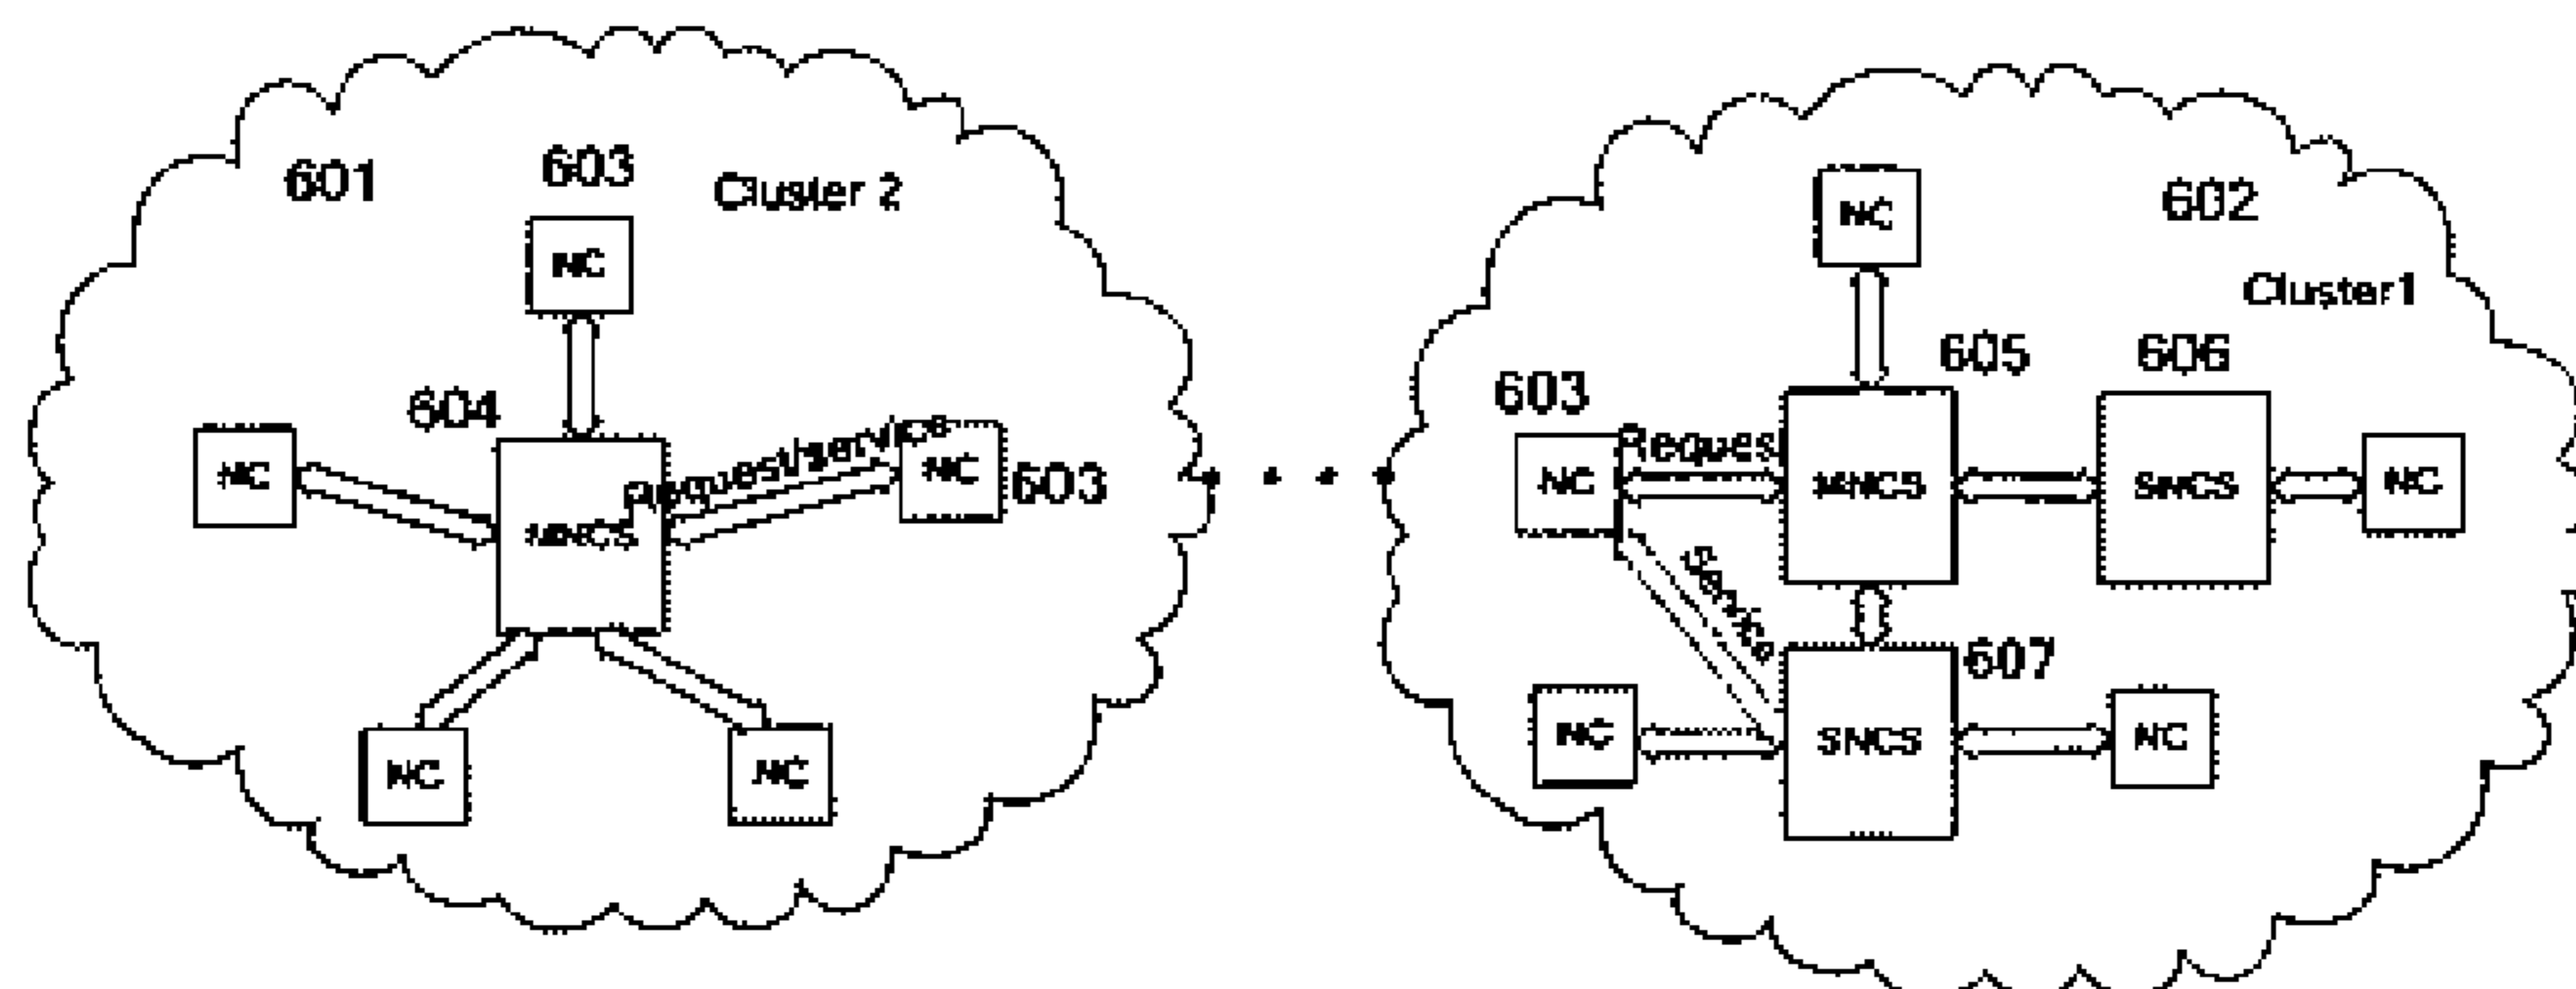 601
603
Cluster 2
NC
604
NC
MNCS
Request/service
NC
603
NC
NC
602
NC
Cluster1
603
605
606
NC
Request
MNCS
SNCS
NC
Service
607
NC
SNCS
NC